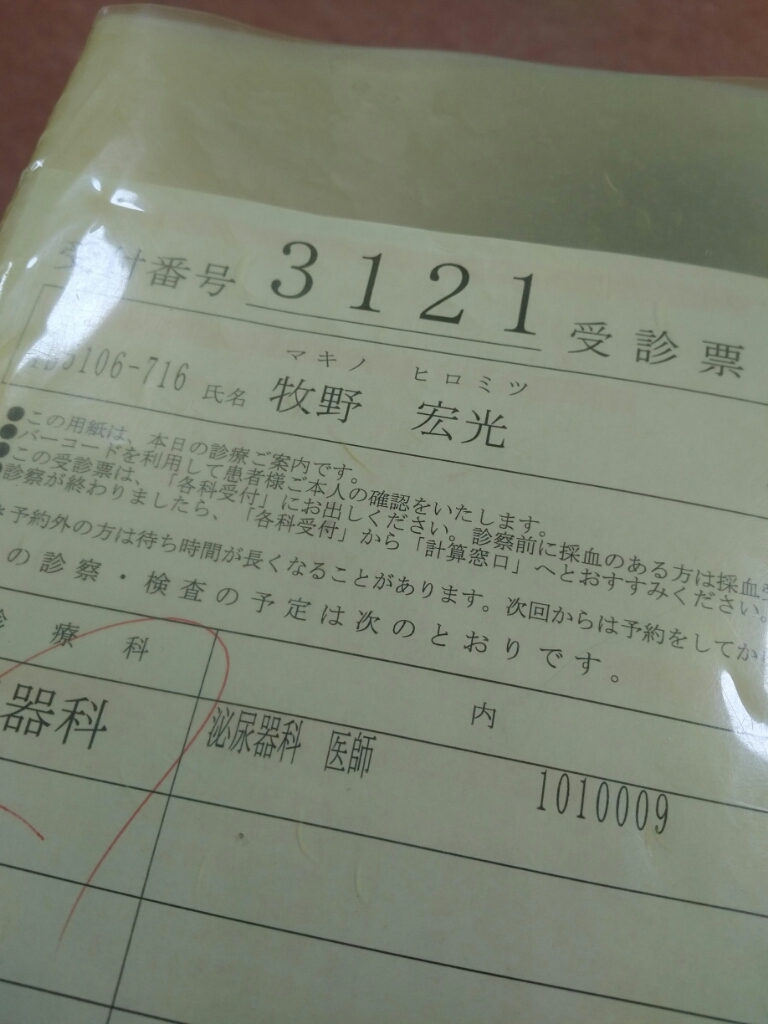 受付番号 3121 受診票
マキノ ヒロミツ
5106-716 氏名 牧野 宏光
●この用紙は、本日の診療ご案内です。
●バーコードを利用して患者様ご本人の確認をいたします。
●この受診票は、「各科受付」にお出しください。診察前に採血のある方は採血
●診察が終わりましたら、「各科受付」から「計算窓口」へとおすすみください。
予約外の方は待ち時間が長くなることがあります。次回からは予約をしてか
の診察・検査の予定は次のとおりです。
診療科 内
器科 泌尿器科 医師 1010009